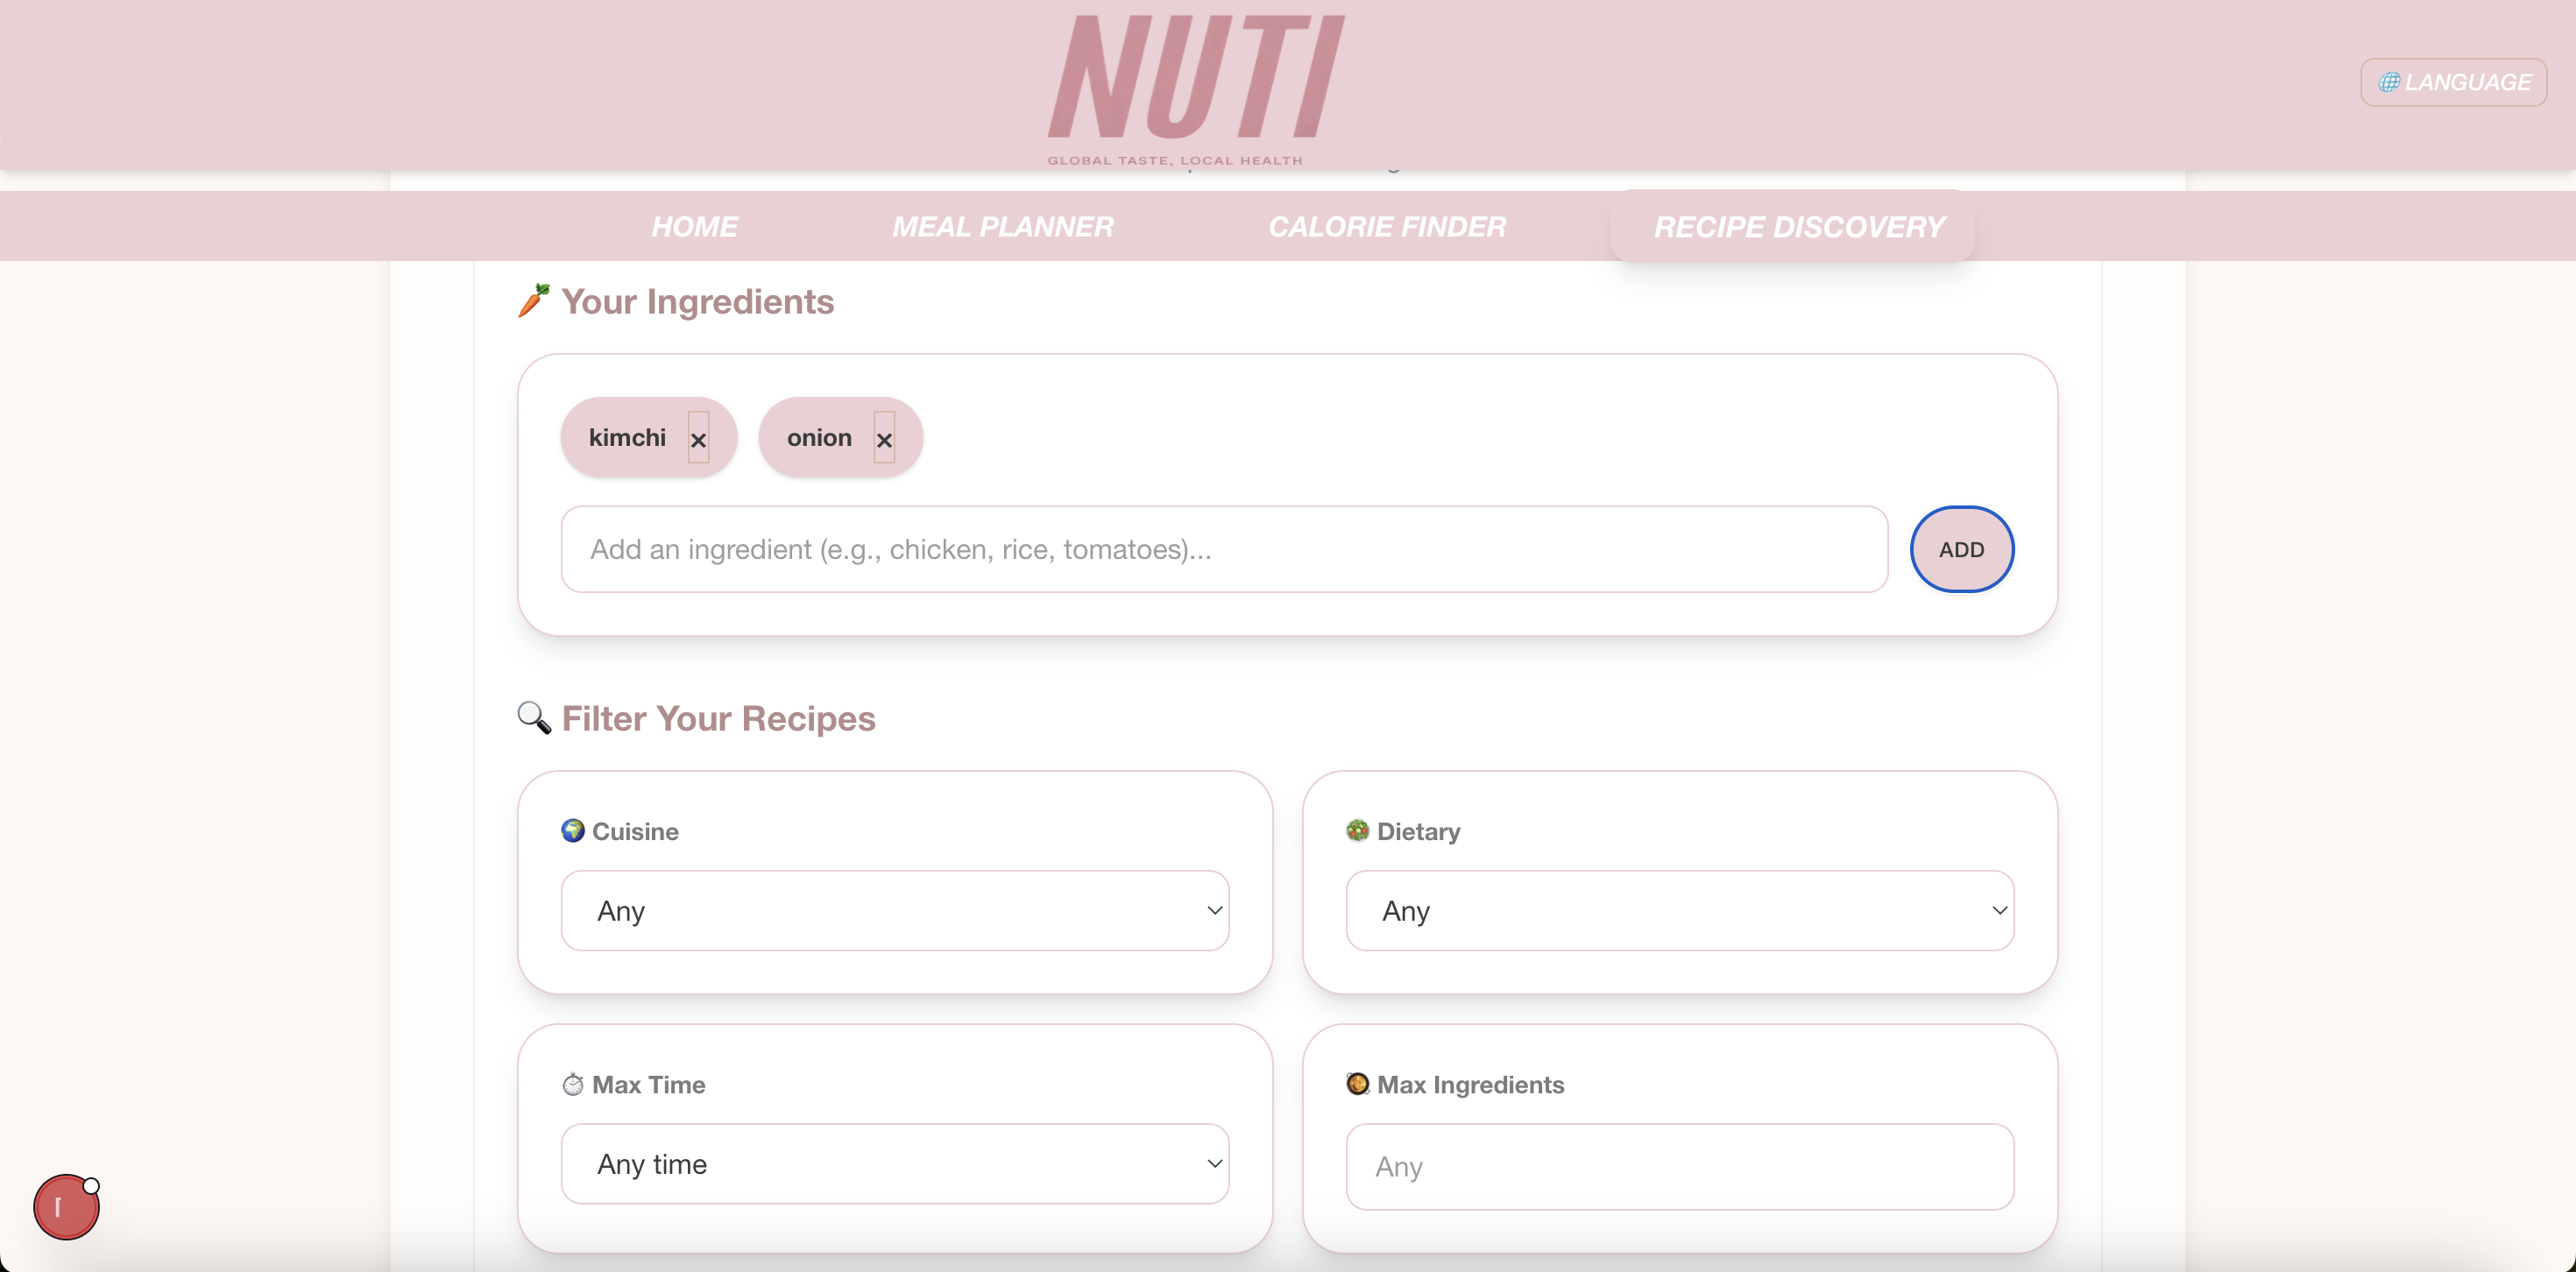 NUTI
GLOBAL TASTE, LOCAL HEALTH
LANGUAGE
HOME
MEAL PLANNER
CALORIE FINDER
RECIPE DISCOVERY
Your Ingredients
kimchi ×
onion ×
Add an ingredient (e.g., chicken, rice, tomatoes)...
ADD
Filter Your Recipes
Cuisine
Any
Dietary
Any
Max Time
Any time
Max Ingredients
Any